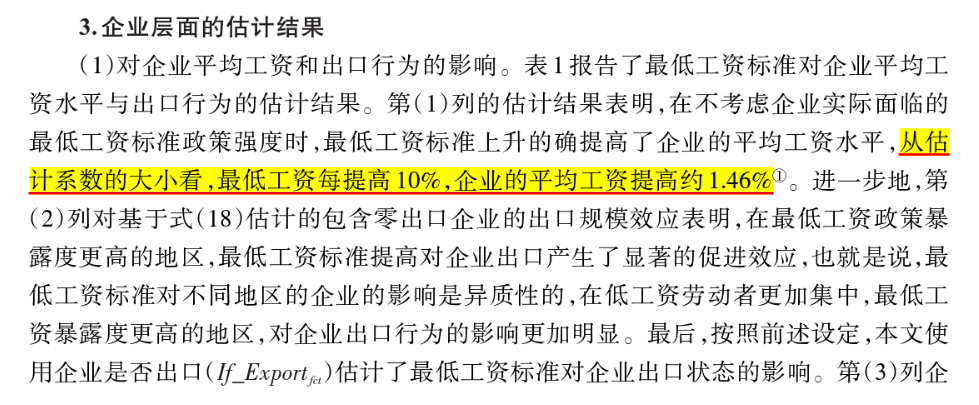 3.企业层面的估计结果
(1)对企业平均工资和出口行为的影响。表1报告了最低工资标准对企业平均工
资水平与出口行为的估计结果。第(1)列的估计结果表明,在不考虑企业实际面临的
最低工资标准政策强度时,最低工资标准上升的确提高了企业的平均工资水平,从估
计系数的大小看,最低工资每提高10%,企业的平均工资提高约1.46%①。进一步地,第
(2)列对基于式(18)估计的包含零出口企业的出口规模效应表明,在最低工资政策暴
露度更高的地区,最低工资标准提高对企业出口产生了显著的促进效应,也就是说,最
低工资标准对不同地区的企业的影响是异质性的,在低工资劳动者更加集中,最低工
资暴露度更高的地区,对企业出口行为的影响更加明显。最后,按照前述设定,本文使
用企业是否出口(If_Export_fct)估计了最低工资标准对企业出口状态的影响。第(3)列企